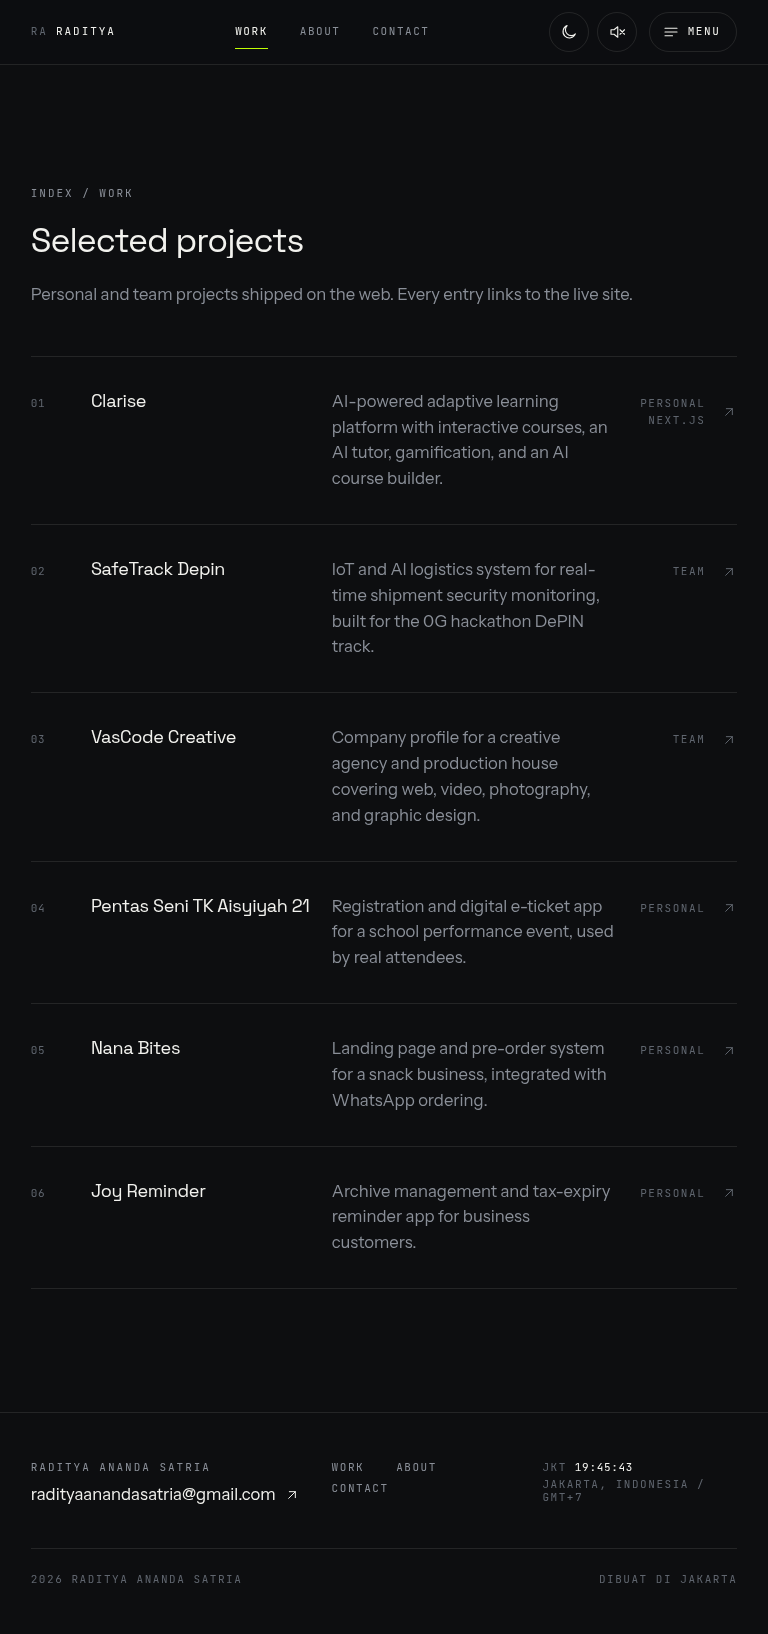 RA RADITYA
WORK ABOUT CONTACT
MENU
INDEX / WORK
Selected projects
Personal and team projects shipped on the web. Every entry links to the live site.
01
Clarise
AI-powered adaptive learning
platform with interactive courses, an
AI tutor, gamification, and an AI
course builder.
PERSONAL
NEXT.JS
02
SafeTrack Depin
IoT and AI logistics system for real-
time shipment security monitoring,
built for the 0G hackathon DePIN
track.
TEAM
03
VasCode Creative
Company profile for a creative
agency and production house
covering web, video, photography,
and graphic design.
TEAM
04
Pentas Seni TK Aisyiyah 21
Registration and digital e-ticket app
for a school performance event, used
by real attendees.
PERSONAL
05
Nana Bites
Landing page and pre-order system
for a snack business, integrated with
WhatsApp ordering.
PERSONAL
06
Joy Reminder
Archive management and tax-expiry
reminder app for business
customers.
PERSONAL
RADITYA ANANDA SATRIA
radityaanandasatria@gmail.com
WORK ABOUT
CONTACT
JKT 19:45:43
JAKARTA, INDONESIA /
GMT+7
2026 RADITYA ANANDA SATRIA
DIBUAT DI JAKARTA